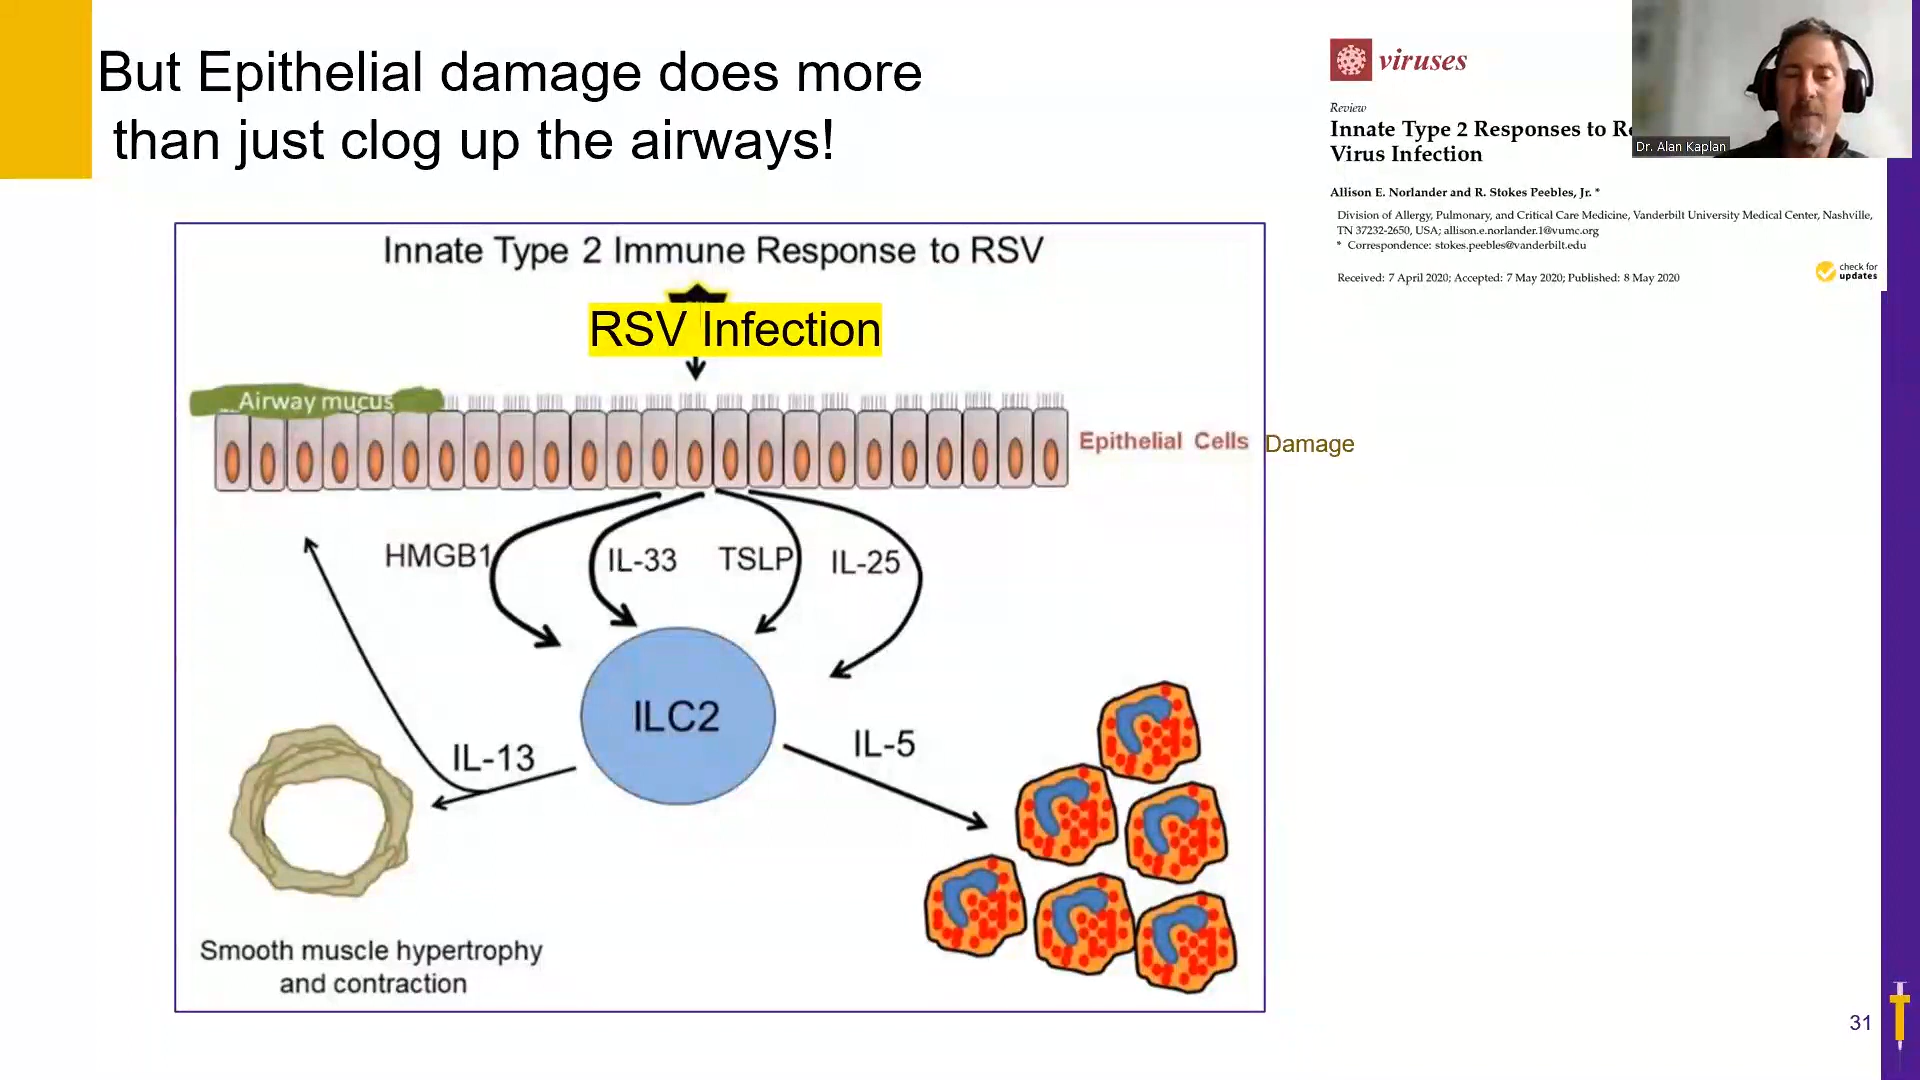 But Epithelial damage does more
than just clog up the airways!
viruses
Review
Innate Type 2 Responses to
Virus Infection
Allison E. Norlander and R. Stokes Peebles, Jr. *
Division of Allergy, Pulmonary, and Critical Care Medicine, Vanderbilt University Medical Center, Nashville,
TN 37232-2650, USA; allison.e.norlander.1@vumc.org
* Correspondence: stokes.peebles@vanderbilt.edu
Received: 7 April 2020; Accepted: 7 May 2020; Published: 8 May 2020
check for
updates
Dr. Alan Kaplan
Innate Type 2 Immune Response to RSV
RSV Infection
Airway mucus
Epithelial Cells Damage
HMGB1
IL-33
TSLP
IL-25
ILC2
IL-13
IL-5
Smooth muscle hypertrophy
and contraction
31